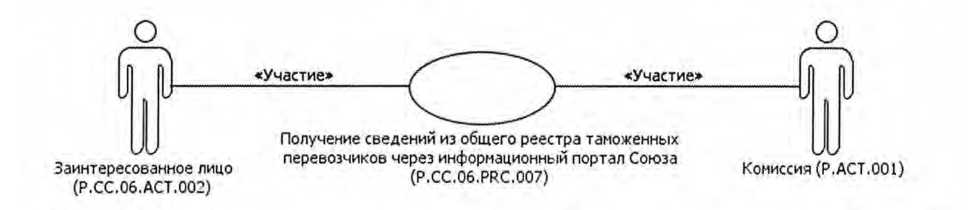 «Участие»
«Участие»
Получение сведений из общего реестра таможенных
перевозчиков через информационный портал Союза
(P.CC.06.PRC.007)
Заинтересованное лицо
(P.CC.06.ACT.002)
Комиссия (P.ACT.001)